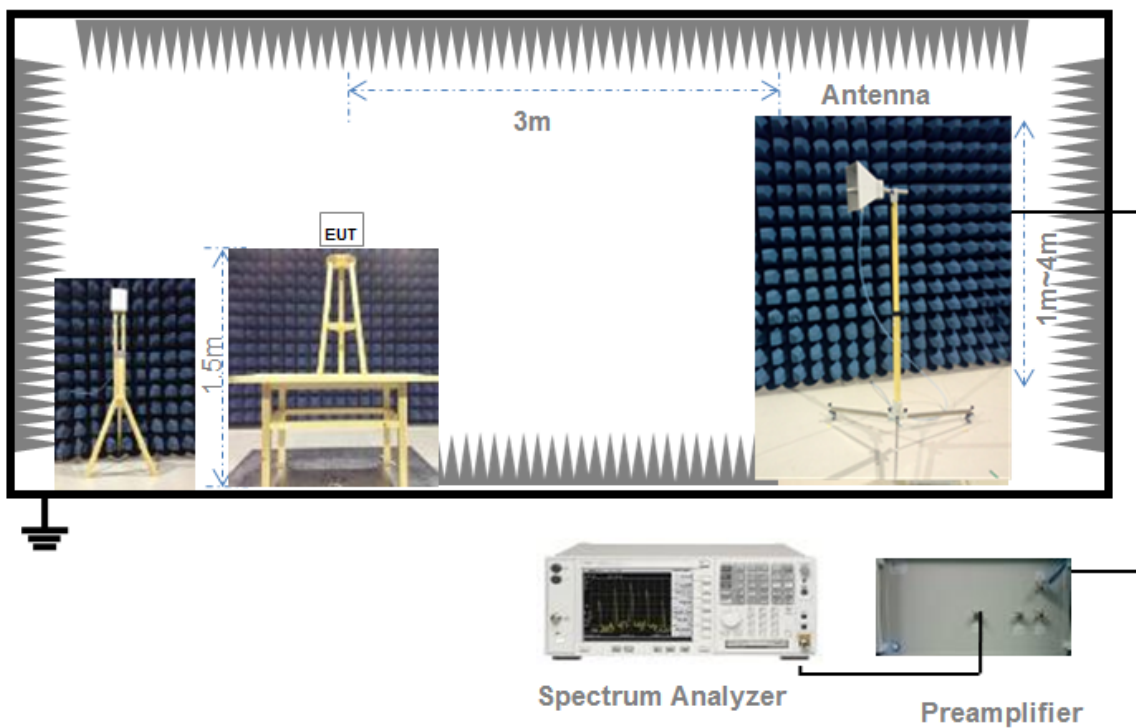 Antenna
3m
EUT
1.5m
1m~4m
Spectrum Analyzer
Preamplifier